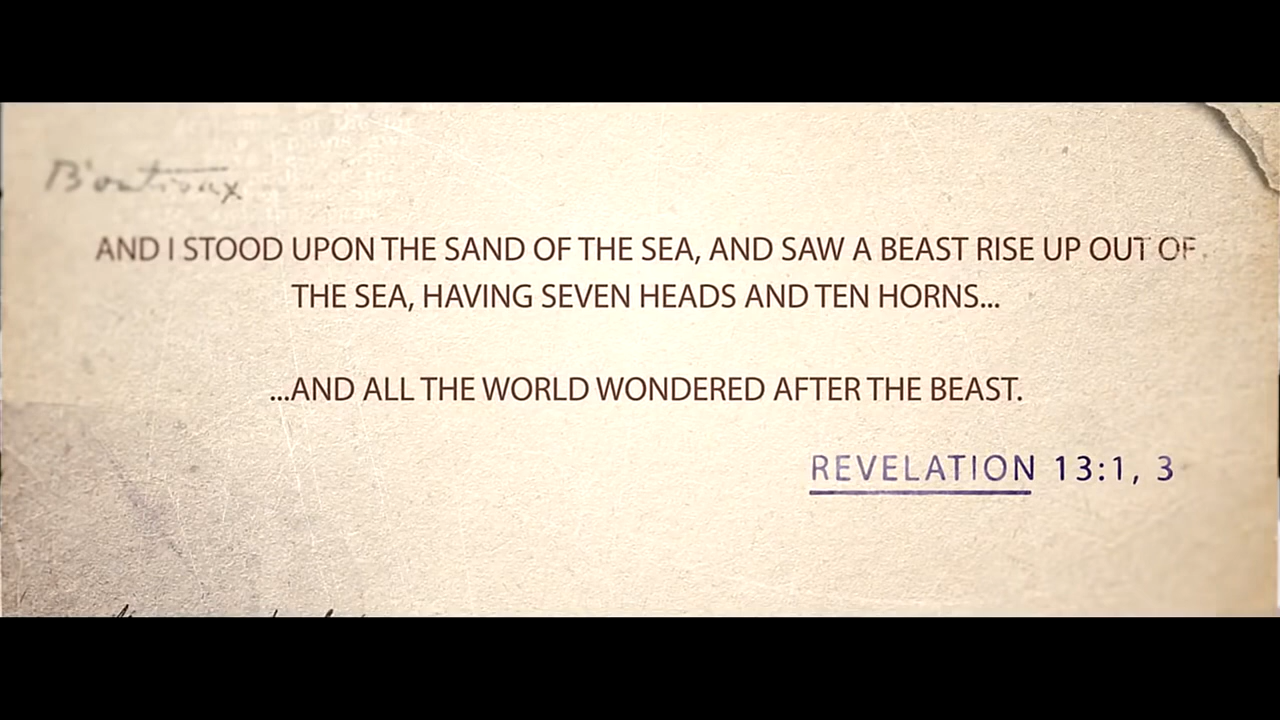 AND I STOOD UPON THE SAND OF THE SEA, AND SAW A BEAST RISE UP OUT OF
THE SEA, HAVING SEVEN HEADS AND TEN HORNS...
...AND ALL THE WORLD WONDERED AFTER THE BEAST.
REVELATION 13:1, 3